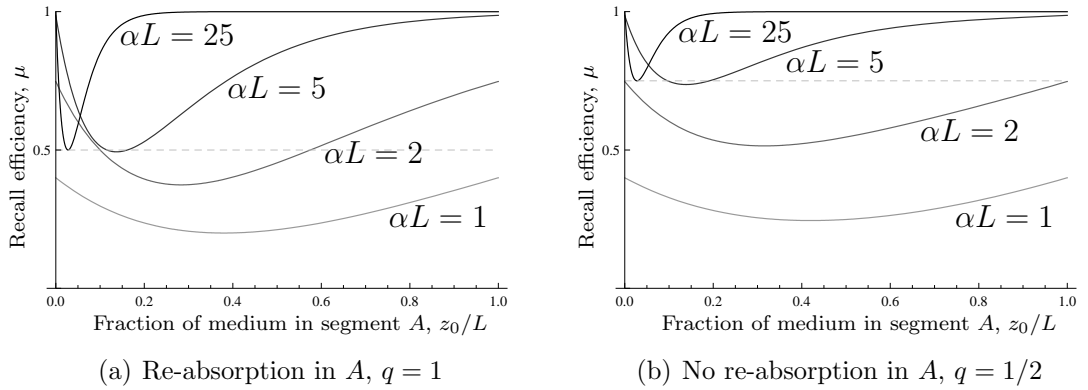 1
αL = 25
αL = 5
0.5
αL = 2
αL = 1
Recall efficiency, μ
0.0 0.2 0.4 0.6 0.8 1.0
Fraction of medium in segment A, z₀/L
(a) Re-absorption in A, q = 1
1
αL = 25
αL = 5
αL = 2
0.5
αL = 1
Recall efficiency, μ
0.0 0.2 0.4 0.6 0.8 1.0
Fraction of medium in segment A, z₀/L
(b) No re-absorption in A, q = 1/2